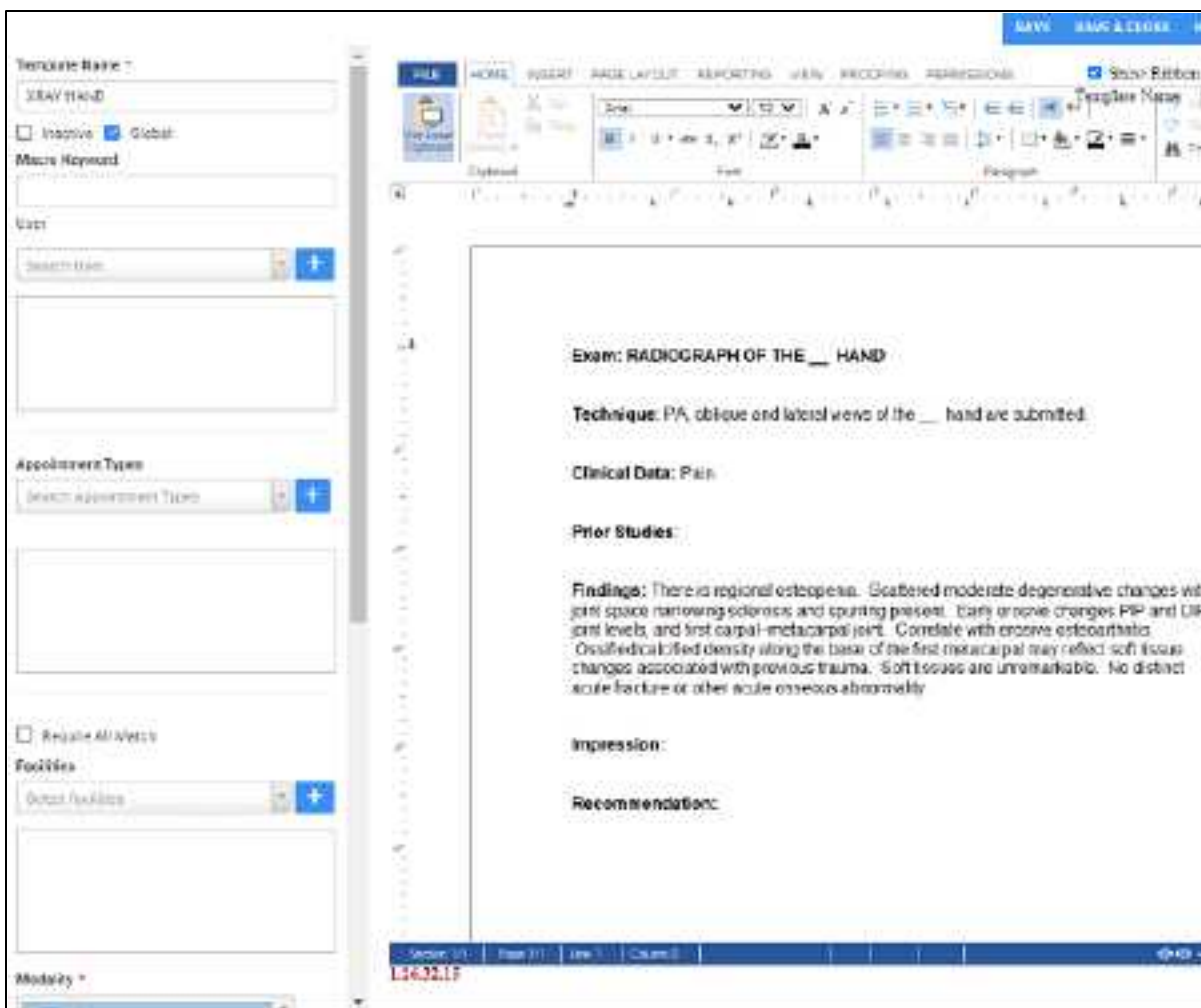 SAVE SAVE & CLOSE
Template Name *
XRAY HAND
Inactive Global
Macro Keyword
User
Search User
Appointment Types
Search Appointment Types
Require All Match
Facilities
Select Facilities
Modality *
FILE HOME INSERT PAGE LAYOUT REPORTING VIEW PROOFING PERMISSIONS Show Ribbon
Template Name
Arial
Clipboard Font Paragraph
Exam: RADIOGRAPH OF THE __ HAND
Technique: PA, oblique and lateral views of the __ hand are submitted.
Clinical Data: Pain
Prior Studies:
Findings: There is regional osteopenia. Scattered moderate degenerative changes wit
joint space narrowing sclerosis and spurring present. Early erosive changes PIP and DIP
joint levels, and first carpal-metacarpal joint. Correlate with erosive osteoarthritis
Ossified/calcified density along the base of the first metacarpal may reflect soft tissue
changes associated with previous trauma. Soft tissues are unremarkable. No distinct
acute fracture or other acute osseous abnormality
Impression:
Recommendation:
Section 1/1 Page 1/1 Line 1 Column 0